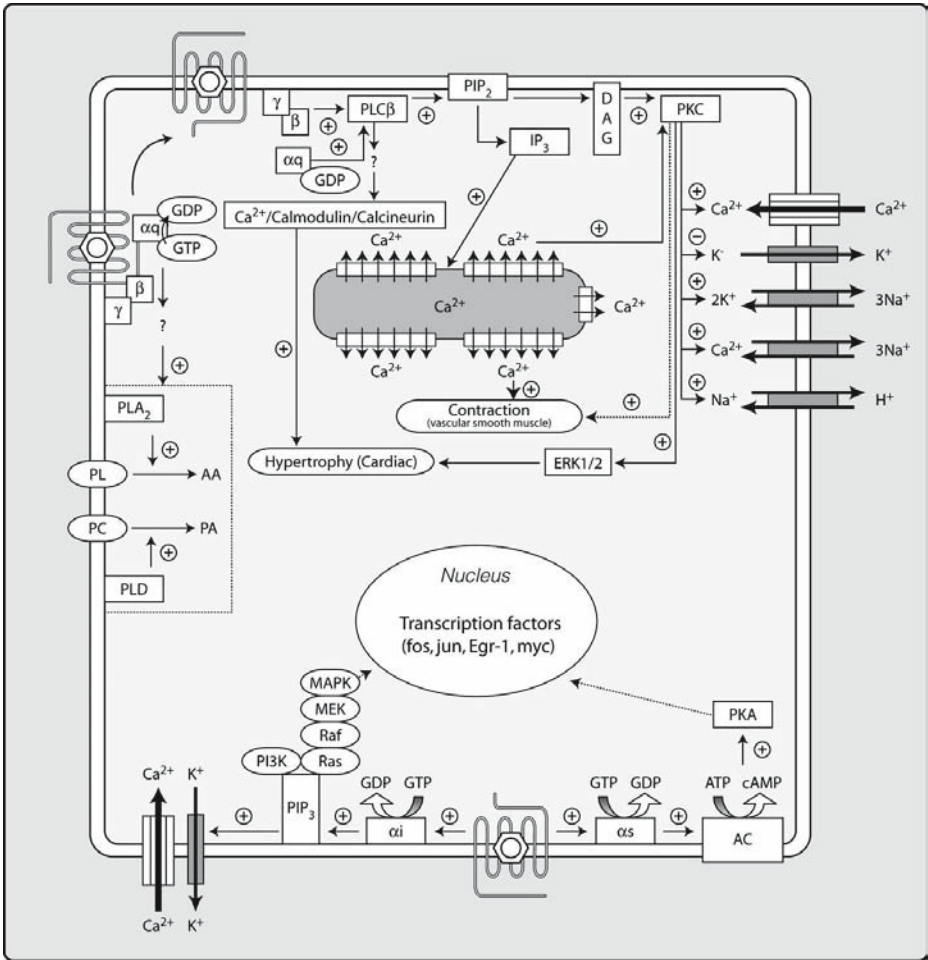 PIP₂
γ
β
PLCβ
D
A
G
PKC
⊕
⊕
⊕
⊕
IP₃
αq
GDP
?
⊕
⊕
GDP
αq
GTP
Ca²⁺/Calmodulin/Calcineurin
Ca²⁺ Ca²⁺
⊕
Ca²⁺ Ca²⁺
⊖
K⁻ K⁺
β
γ
?
Ca²⁺
Ca²⁺
⊕
2K⁺ 3Na⁺
⊕
⊕
⊕
Ca²⁺ 3Na⁺
Ca²⁺ Ca²⁺
⊕
⊕
Na⁺ H⁺
PLA₂
Contraction
(vascular smooth muscle)
⊕
⊕
⊕
Hypertrophy (Cardiac)
ERK1/2
PL AA
PC PA
⊕
PLD
Nucleus
Transcription factors
(fos, jun, Egr-1, myc)
MAPK
MEK
Raf
PI3K Ras
PKA
⊕
Ca²⁺ K⁺
GDP GTP
GTP GDP
ATP cAMP
⊕
PIP₃
⊕
αi
⊕
⊕
αs
⊕
AC
Ca²⁺ K⁺